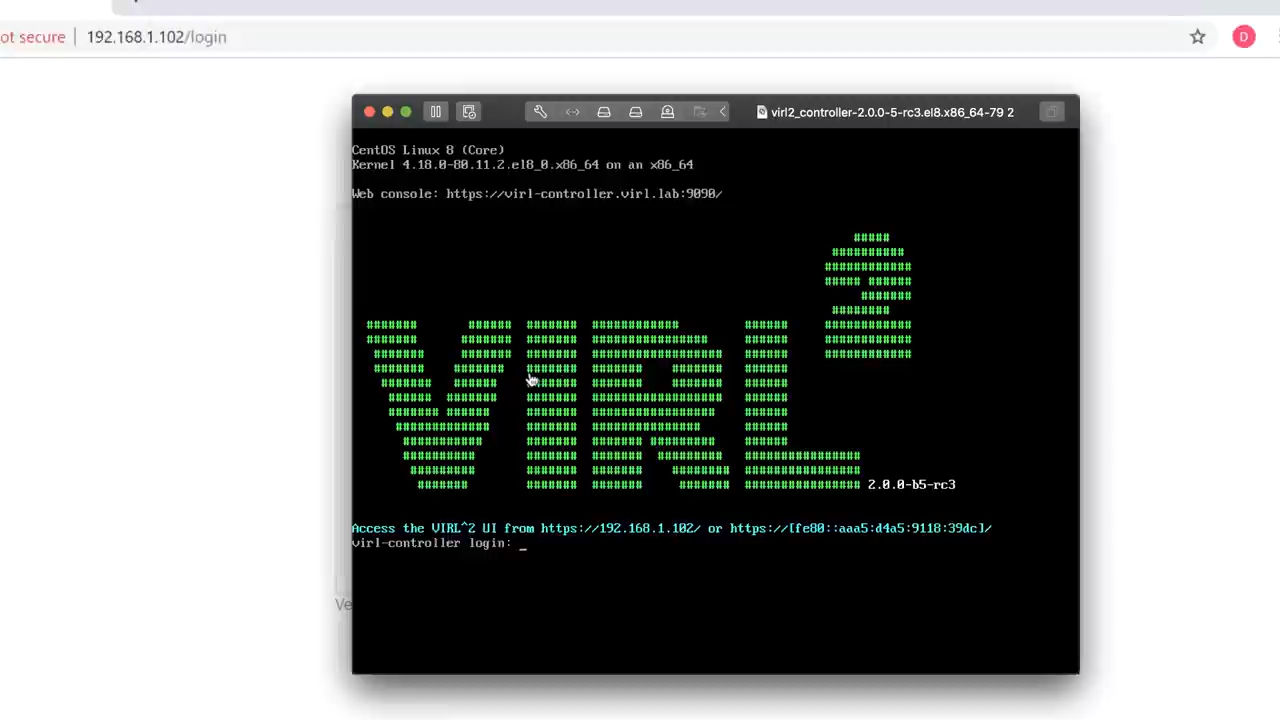 ot secure
192.168.1.102/login
D
virl2_controller-2.0.0-5-rc3.el8.x86_64-79 2
CentOS Linux 8 (Core)
Kernel 4.18.0-80.11.2.el8_0.x86_64 on an x86_64
Web console: https://virl-controller.virl.lab:9090/
VIRL2
2.0.0-b5-rc3
Access the VIRL^2 UI from https://192.168.1.102/ or https://[fe80::aaa5:d4a5:9118:39dc]/
virl-controller login: _
Ve